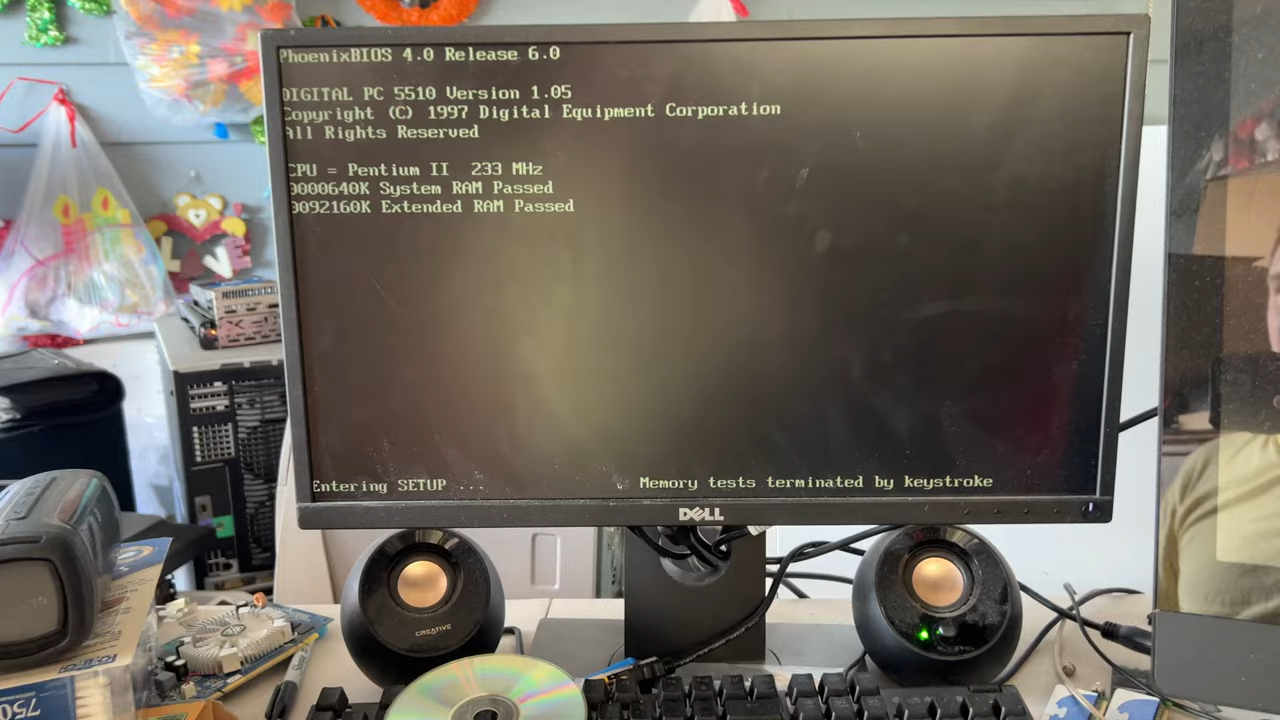 PhoenixBIOS 4.0 Release 6.0
DIGITAL PC 5510 Version 1.05
Copyright (C) 1997 Digital Equipment Corporation
All Rights Reserved
CPU = Pentium II 233 MHz
0000640K System RAM Passed
0092160K Extended RAM Passed
Entering SETUP ...
Memory tests terminated by keystroke
DELL
LOVE
CREATIVE
750